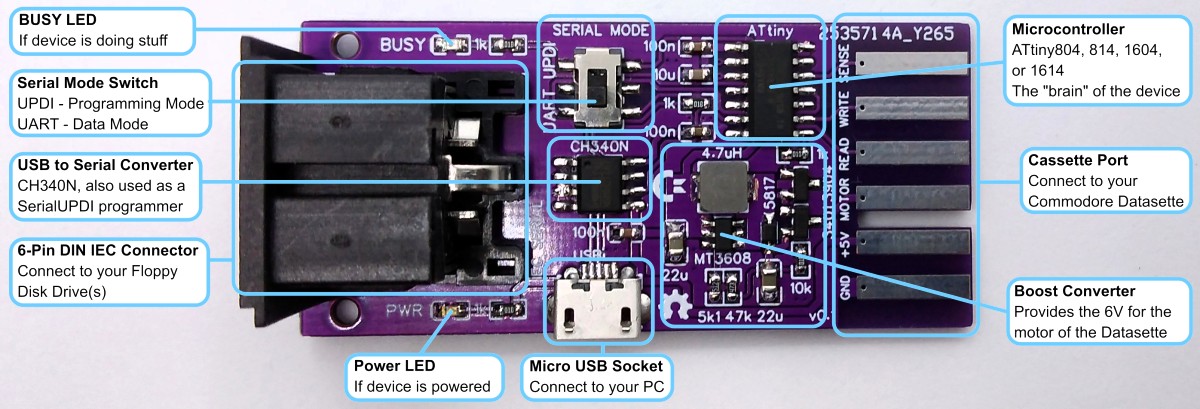 BUSY LED
If device is doing stuff
Serial Mode Switch
UPDI - Programming Mode
UART - Data Mode
USB to Serial Converter
CH340N, also used as a
SerialUPDI programmer
6-Pin DIN IEC Connector
Connect to your Floppy
Disk Drive(s)
Power LED
If device is powered
Micro USB Socket
Connect to your PC
Microcontroller
ATtiny804, 814, 1604,
or 1614
The "brain" of the device
Cassette Port
Connect to your
Commodore Datasette
Boost Converter
Provides the 6V for the
motor of the Datasette
BUSY
1k
SERIAL MODE
UPDI
UART
100n
10u
1k
100n
ATtiny
2535714A_Y265
SENSE
WRITE
READ
MOTOR
+5V
GND
CH340N
4.7uH
5817
100n
USB
22u
MT3608
10k
5k1 47k 22u
PWR